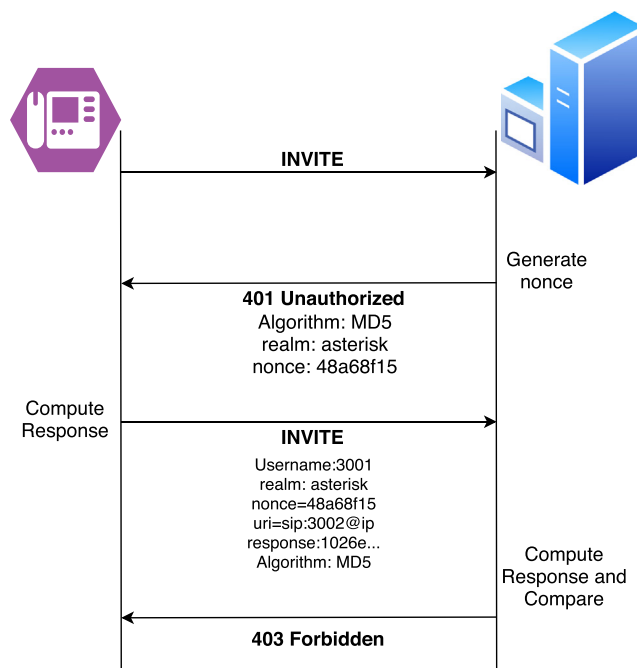 INVITE
Generate
nonce
401 Unauthorized
Algorithm: MD5
realm: asterisk
nonce: 48a68f15
Compute
Response
INVITE
Username:3001
realm: asterisk
nonce=48a68f15
uri=sip:3002@ip
response:1026e...
Algorithm: MD5
Compute
Response and
Compare
403 Forbidden